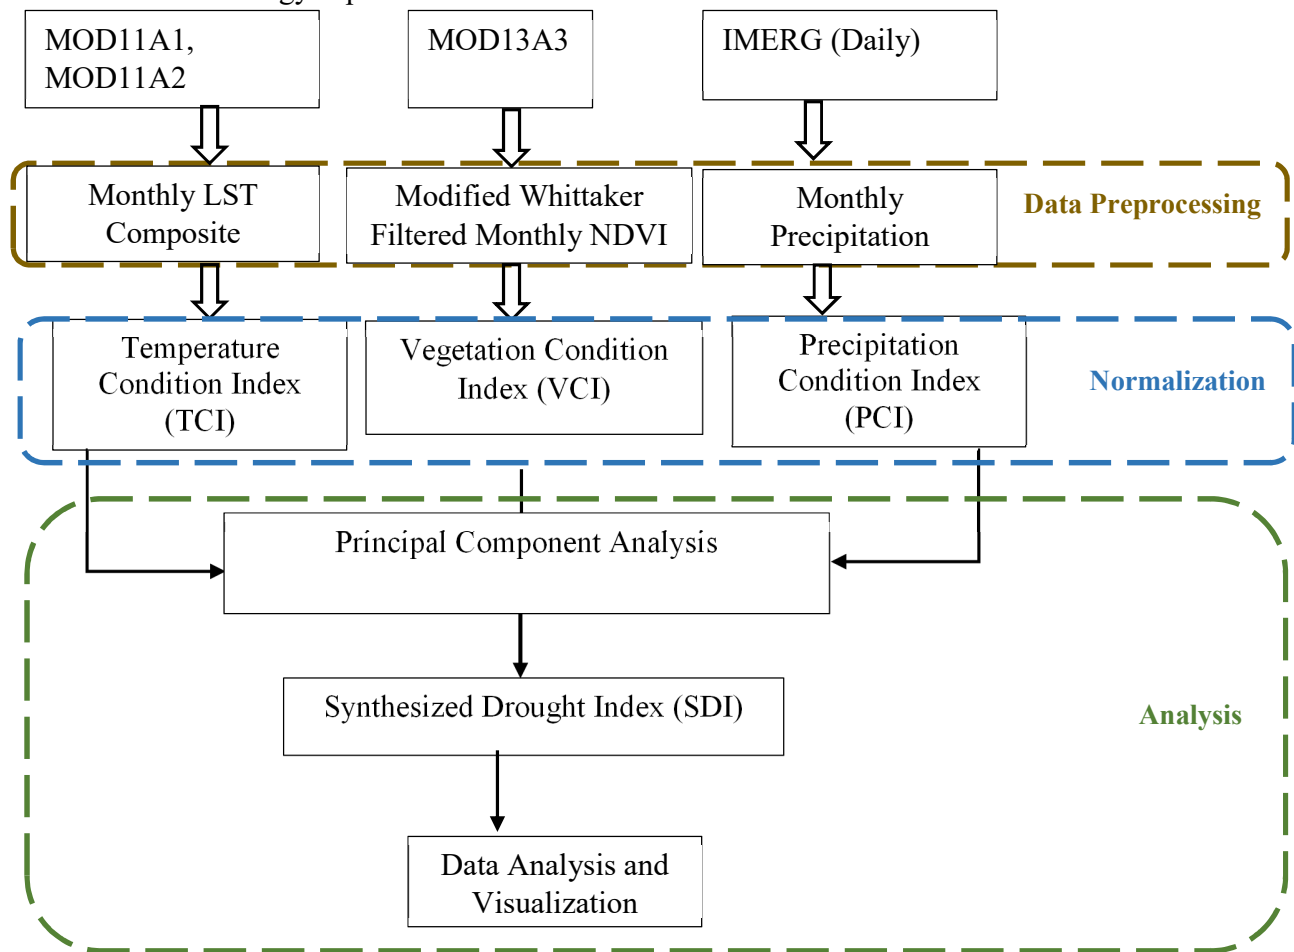 MOD11A1,
MOD11A2
MOD13A3
IMERG (Daily)
Monthly LST
Composite
Modified Whittaker
Filtered Monthly NDVI
Monthly
Precipitation
Data Preprocessing
Temperature
Condition Index
(TCI)
Vegetation Condition
Index (VCI)
Precipitation
Condition Index
(PCI)
Normalization
Principal Component Analysis
Synthesized Drought Index (SDI)
Analysis
Data Analysis and
Visualization